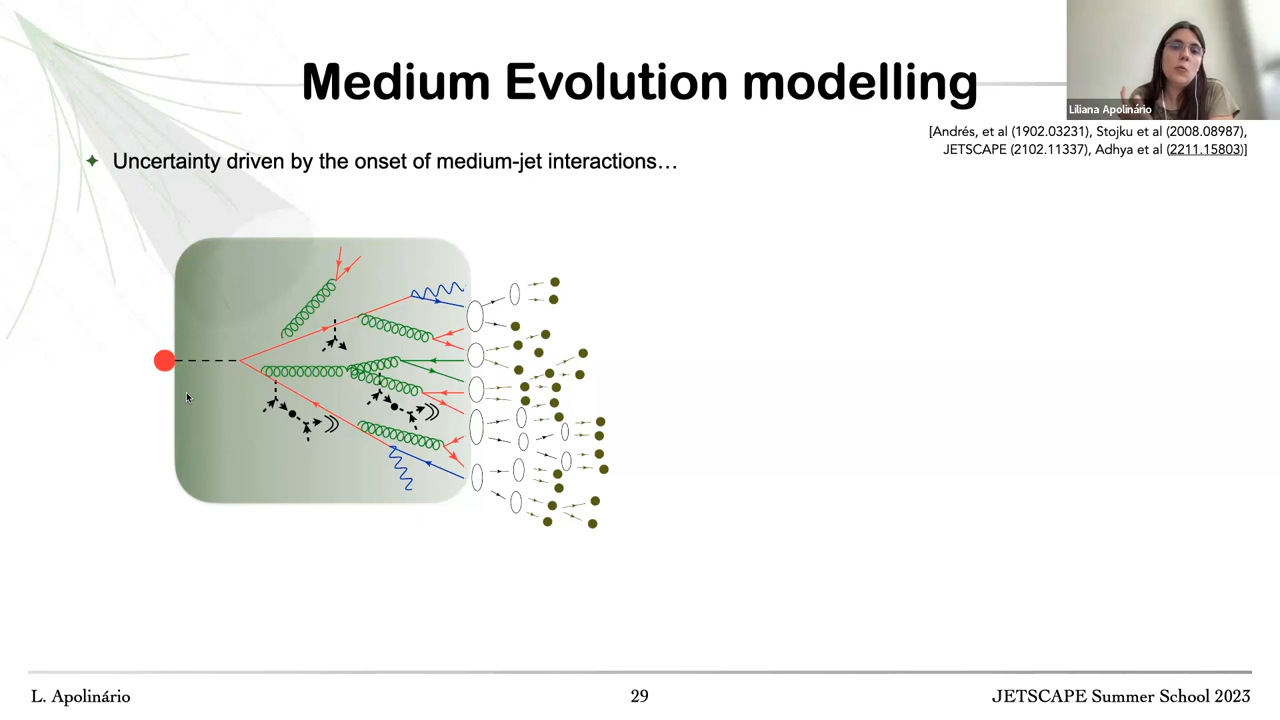 Medium Evolution modelling
Liliana Apolinário
[Andrés, et al (1902.03231), Stojku et al (2008.08987),
JETSCAPE (2102.11337), Adhya et al (2211.15803)]
Uncertainty driven by the onset of medium-jet interactions…
L. Apolinário
29
JETSCAPE Summer School 2023